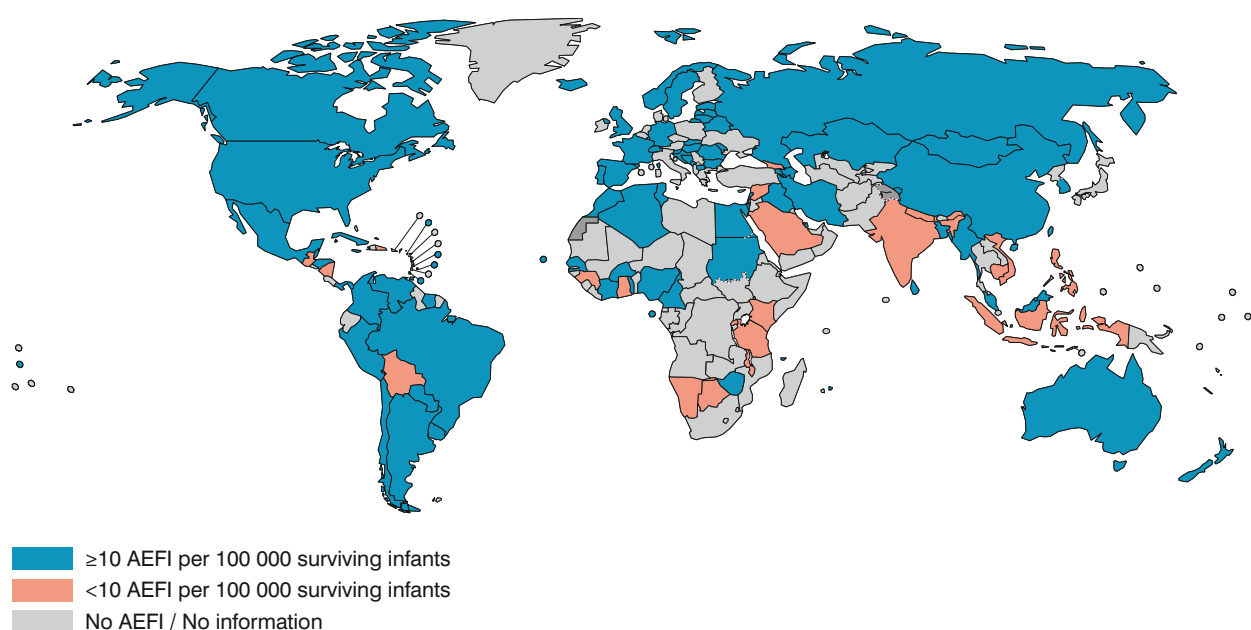 ≥10 AEFI per 100 000 surviving infants
<10 AEFI per 100 000 surviving infants
No AEFI / No information